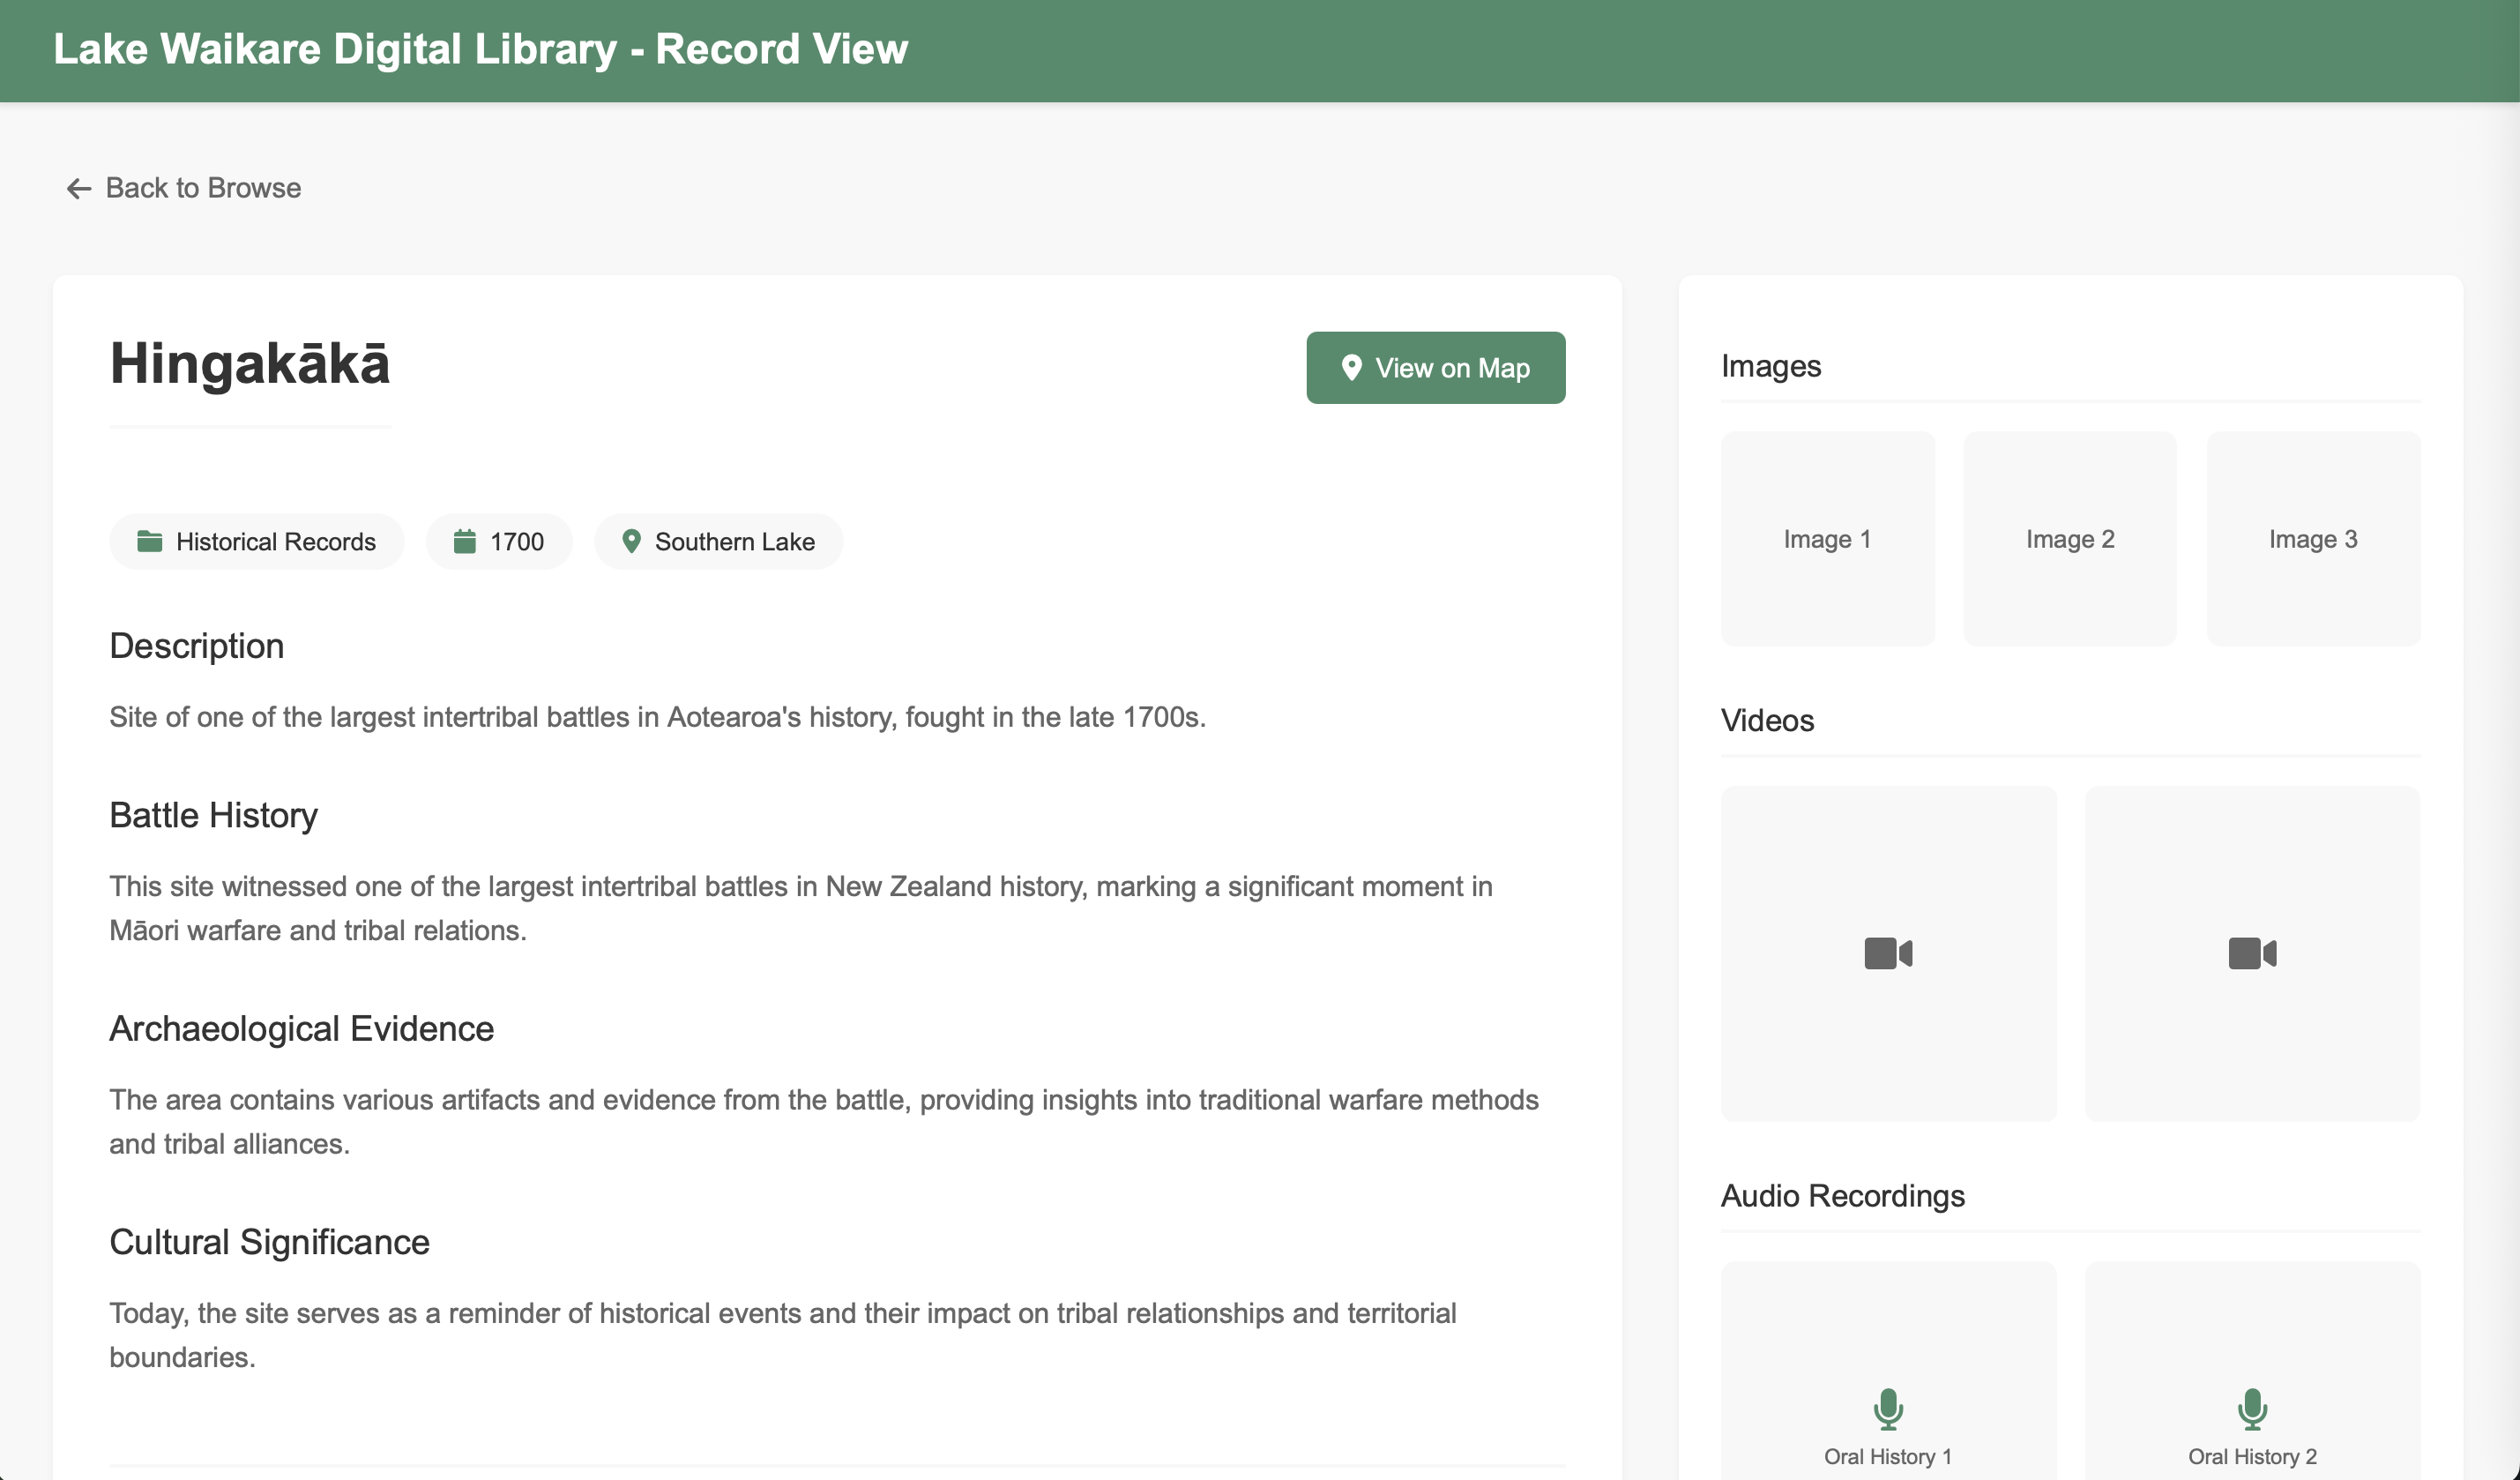 Lake Waikare Digital Library - Record View
Back to Browse
Hingakākā
View on Map
Historical Records
1700
Southern Lake
Description
Site of one of the largest intertribal battles in Aotearoa's history, fought in the late 1700s.
Battle History
This site witnessed one of the largest intertribal battles in New Zealand history, marking a significant moment in
Māori warfare and tribal relations.
Archaeological Evidence
The area contains various artifacts and evidence from the battle, providing insights into traditional warfare methods
and tribal alliances.
Cultural Significance
Today, the site serves as a reminder of historical events and their impact on tribal relationships and territorial
boundaries.
Images
Image 1
Image 2
Image 3
Videos
Audio Recordings
Oral History 1
Oral History 2